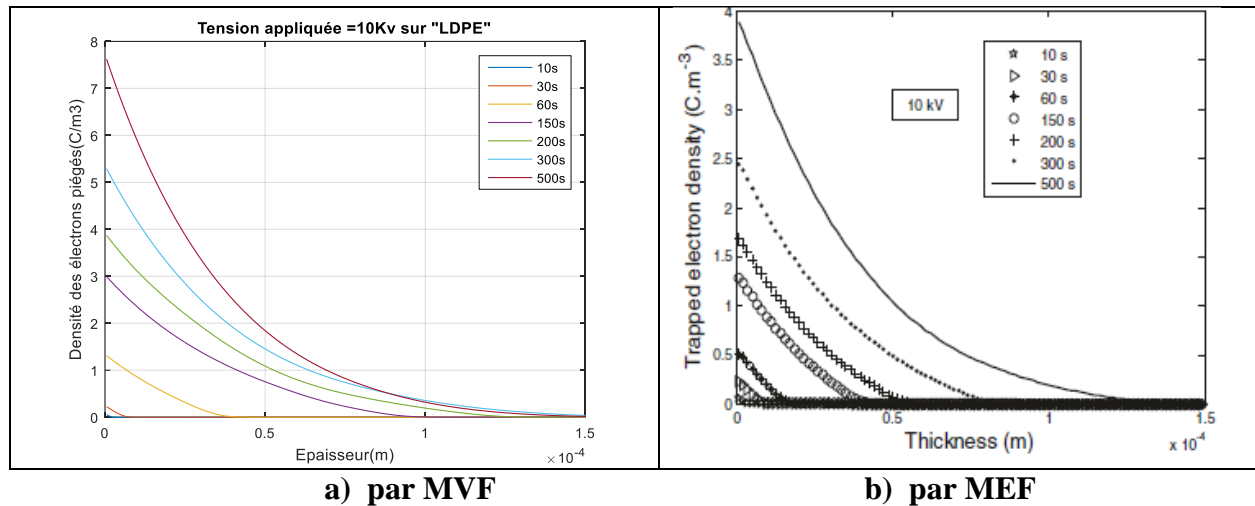 Tension appliquée =10Kv sur "LDPE"
Densité des électrons piégés(C/m3)
8
7
6
5
4
3
2
1
0
10s
30s
60s
150s
200s
300s
500s
0 0.5 1 1.5
Epaisseur(m)
×10⁻⁴
Trapped electron density (C.m⁻³)
4
3.5
3
2.5
2
1.5
1
0.5
0
10 kV
10 s
30 s
60 s
150 s
200 s
300 s
500 s
0 0.5 1 1.5
Thickness (m)
x 10⁻⁴
a) par MVF
b) par MEF